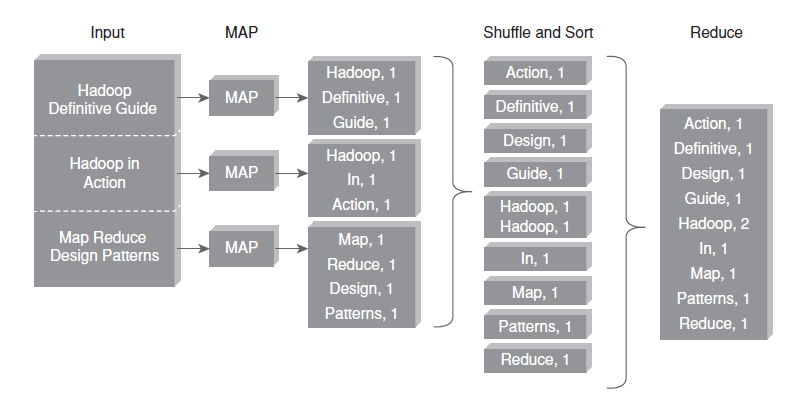 Input
MAP
Shuffle and Sort
Reduce
Hadoop
Definitive Guide
Hadoop in
Action
Map Reduce
Design Patterns
MAP
MAP
MAP
Hadoop, 1
Definitive, 1
Guide, 1
Hadoop, 1
In, 1
Action, 1
Map, 1
Reduce, 1
Design, 1
Patterns, 1
Action, 1
Definitive, 1
Design, 1
Guide, 1
Hadoop, 1
Hadoop, 1
In, 1
Map, 1
Patterns, 1
Reduce, 1
Action, 1
Definitive, 1
Design, 1
Guide, 1
Hadoop, 2
In, 1
Map, 1
Patterns, 1
Reduce, 1